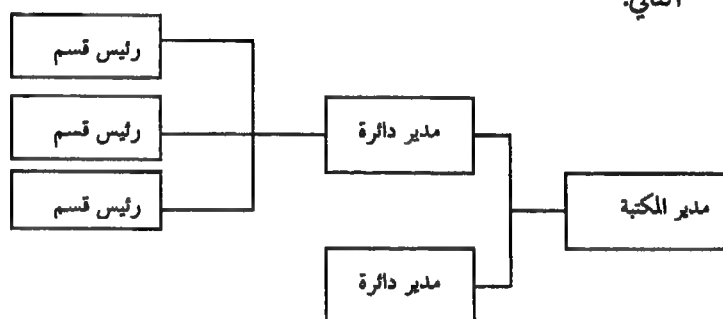 التالي:
رئيس قسم
رئيس قسم
مدير دائرة
رئيس قسم
مدير المكتبة
مدير دائرة